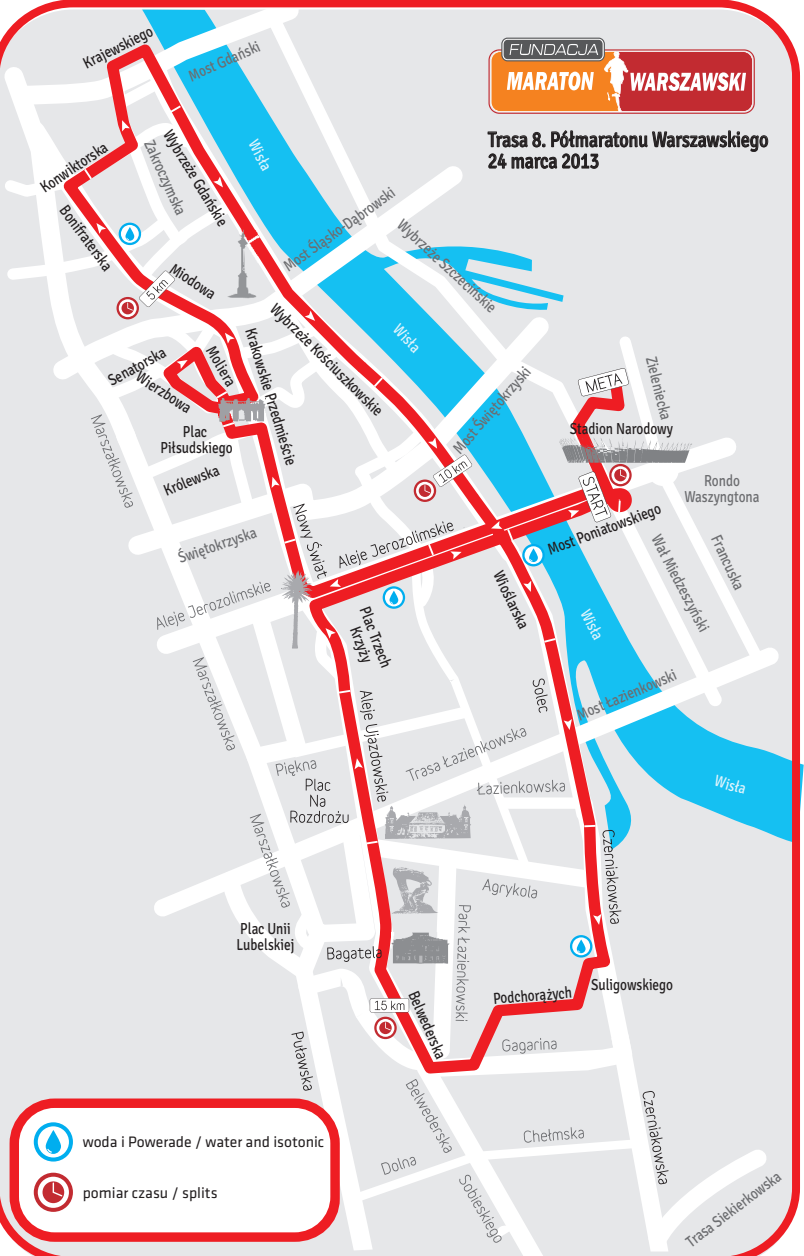 FUNDACJA
MARATON WARSZAWSKI
Trasa 8. Półmaratonu Warszawskiego
24 marca 2013
Krajewskiego
Most Gdański
Konwiktorska
Zakroczymska
Wybrzeże Gdańskie
Wisła
Bonifraterska
Most Śląsko-Dąbrowski
Wybrzeże Szczecińskie
Miodowa
5 km
Wybrzeże Kościuszkowskie
Wisła
Senatorska
Wierzbowa
Moliera
Krakowskie Przedmieście
Most Świętokrzyski
META
Zieleniecka
Stadion Narodowy
Marszałkowska
Plac
Piłsudskiego
Królewska
10 km
START
Rondo
Waszyngtona
Świętokrzyska
Nowy Świat
Aleje Jerozolimskie
Most Poniatowskiego
Wał Miedzeszyński
Francuska
Aleje Jerozolimskie
Plac Trzech
Krzyży
Wioślarska
Wisła
Marszałkowska
Aleje Ujazdowskie
Solec
Most Łazienkowski
Piękna
Trasa Łazienkowska
Plac
Na
Rozdrożu
Łazienkowska
Wisła
Marszałkowska
Agrykola
Czerniakowska
Plac Unii
Lubelskiej
Bagatela
Park Łazienkowski
15 km
Belwederska
Podchorążych
Suligowskiego
Gagarina
Puławska
Belwederska
Czerniakowska
Chełmska
Dolna
Sobieskiego
Trasa Siekierkowska
woda i Powerade / water and isotonic
pomiar czasu / splits